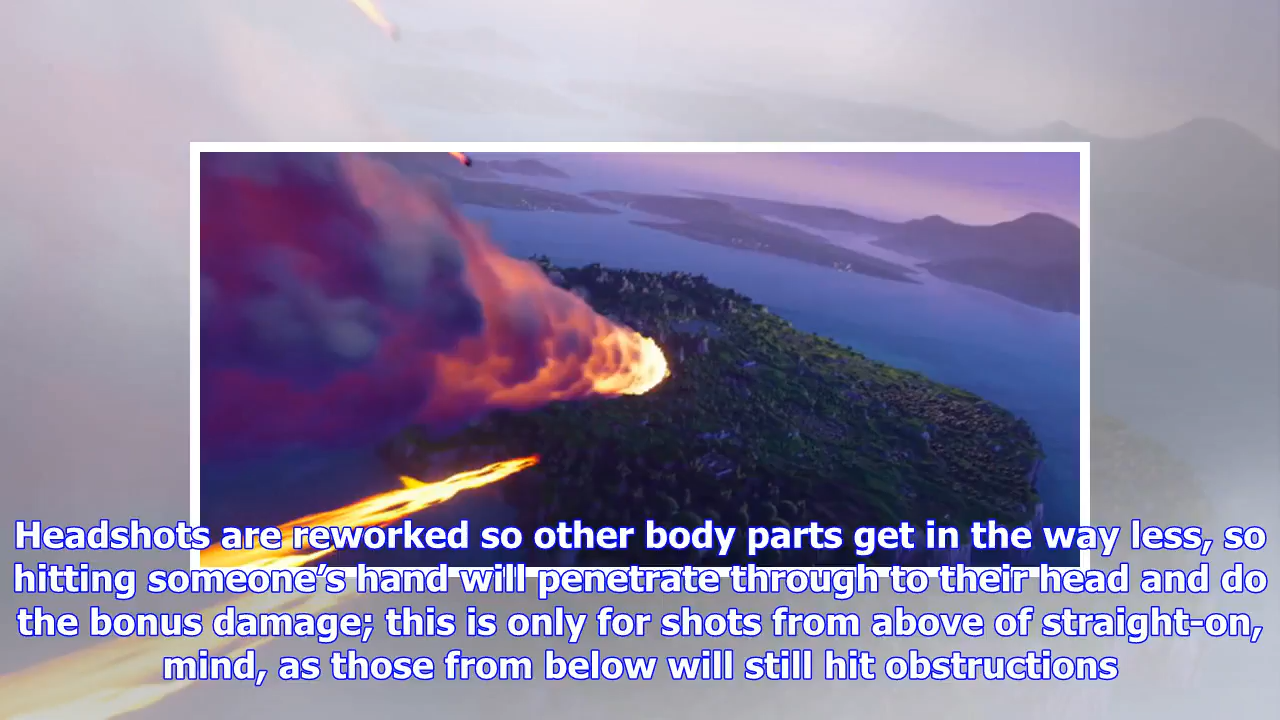 Headshots are reworked so other body parts get in the way less, so
hitting someone’s hand will penetrate through to their head and do
the bonus damage; this is only for shots from above of straight-on,
mind, as those from below will still hit obstructions